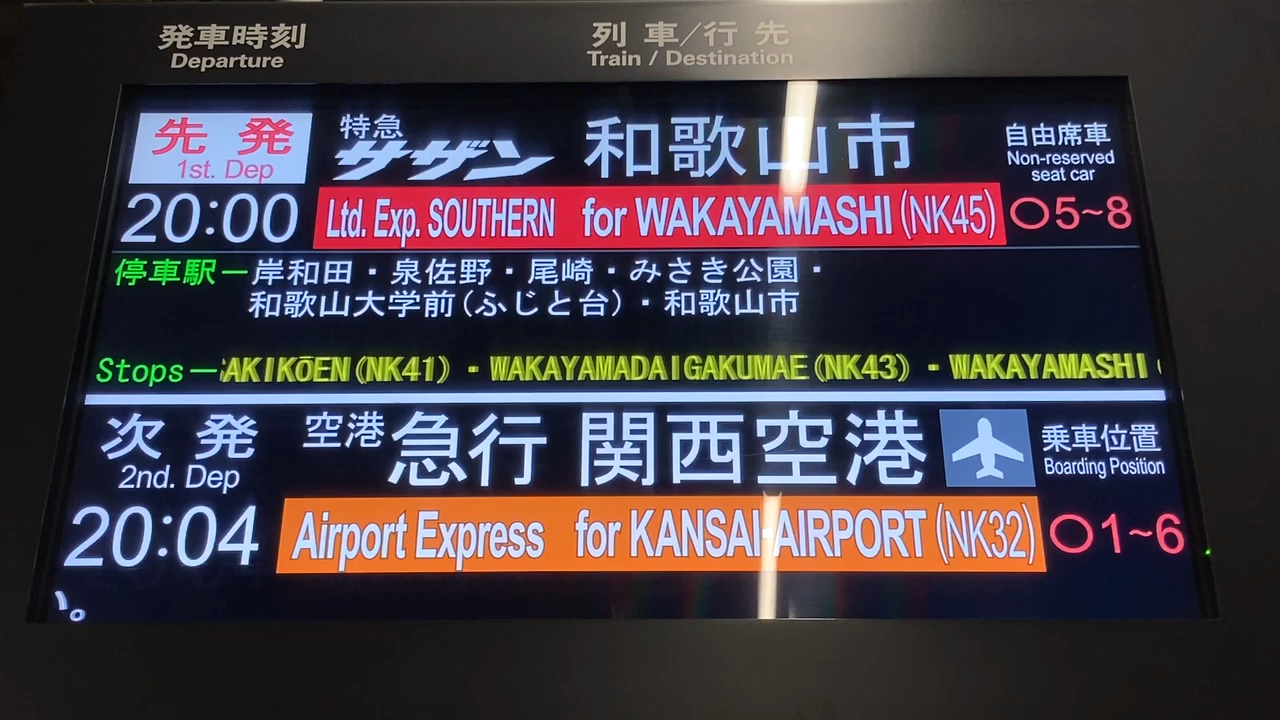 発車時刻 列車/行先
Departure Train / Destination
先発 特急 サザン 和歌山市 自由席車
1st. Dep Non-reserved seat car
20:00 Ltd. Exp. SOUTHERN for WAKAYAMASHI (NK45) ○5~8
停車駅ー岸和田・泉佐野・尾崎・みさき公園・
和歌山大学前(ふじと台)・和歌山市
Stops ー AKIKŌEN(NK41)・WAKAYAMADAIGAKUMAE(NK43)・WAKAYAMASHI
次発 空港急行 関西空港 乗車位置
2nd. Dep Boarding Position
20:04 Airport Express for KANSAI-AIRPORT (NK32) ○1~6
。